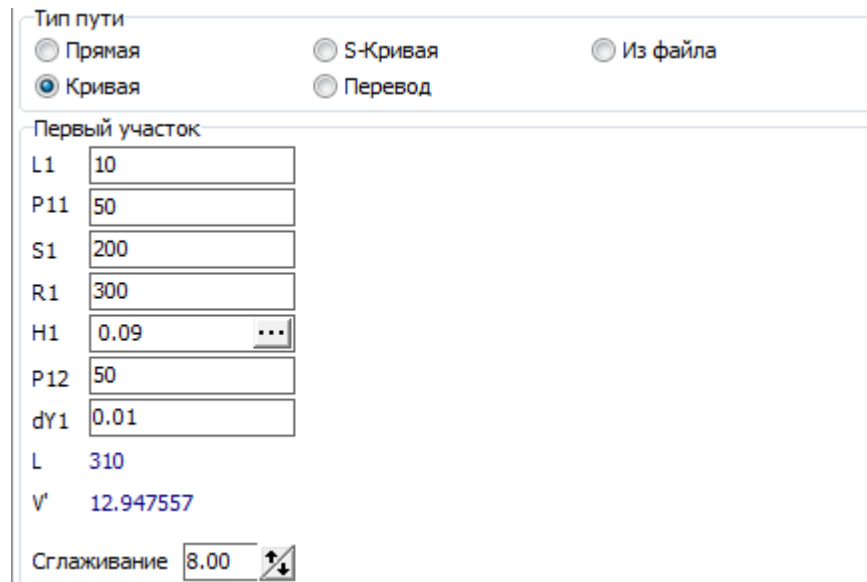 Тип пути
Прямая S-Кривая Из файла
Кривая Перевод
Первый участок
L1 10
P11 50
S1 200
R1 300
H1 0.09 ...
P12 50
dY1 0.01
L 310
V' 12.947557
Сглаживание 8.00